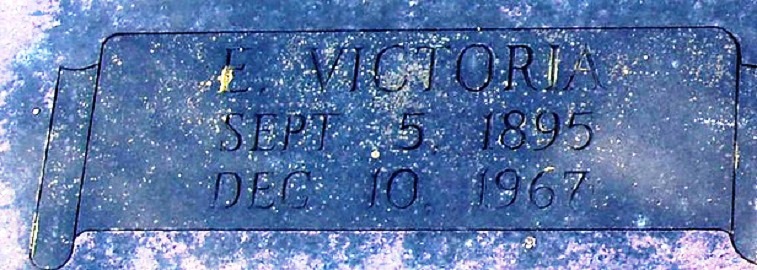 E. VICTORIA
SEPT 5, 1895
DEC 10, 1967